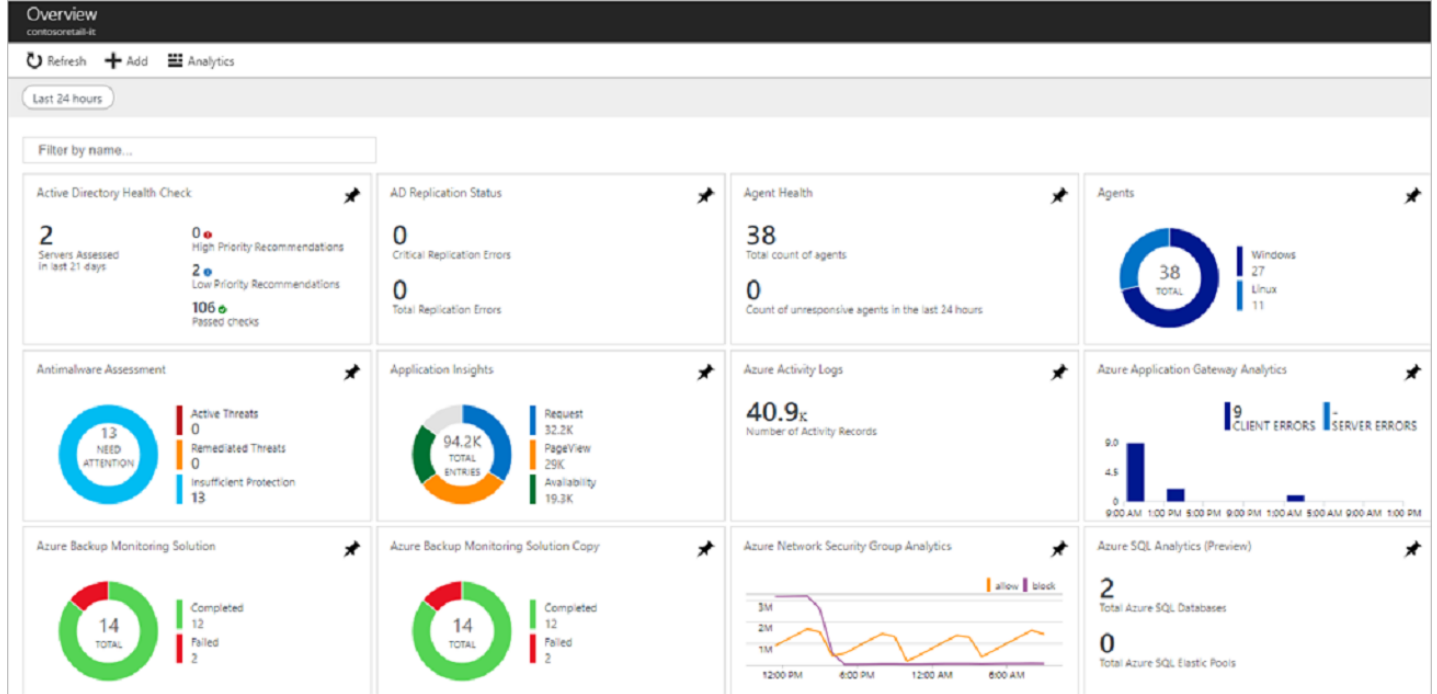 Overview
contosoretail-it
Refresh Add Analytics
Last 24 hours
Filter by name...
Active Directory Health Check
2
Servers Assessed
in last 21 days
0
High Priority Recommendations
2
Low Priority Recommendations
106
Passed checks
AD Replication Status
0
Critical Replication Errors
0
Total Replication Errors
Agent Health
38
Total count of agents
0
Count of unresponsive agents in the last 24 hours
Agents
38
TOTAL
Windows
27
Linux
11
Antimalware Assessment
13
NEED
ATTENTION
Active Threats
0
Remediated Threats
0
Insufficient Protection
13
Application Insights
94.2K
TOTAL
ENTRIES
Request
32.2K
PageView
29K
Availability
19.3K
Azure Activity Logs
40.9K
Number of Activity Records
Azure Application Gateway Analytics
9
CLIENT ERRORS
-
SERVER ERRORS
9.0
4.5
0
9:00 AM 1:00 PM 5:00 PM 9:00 PM 1:00 AM 5:00 AM 9:00 AM 1:00 PM
Azure Backup Monitoring Solution
14
TOTAL
Completed
12
Failed
2
Azure Backup Monitoring Solution Copy
14
TOTAL
Completed
12
Failed
2
Azure Network Security Group Analytics
allow block
3M
2M
1M
12:00 PM 6:00 PM 12:00 AM 6:00 AM
Azure SQL Analytics (Preview)
2
Total Azure SQL Databases
0
Total Azure SQL Elastic Pools